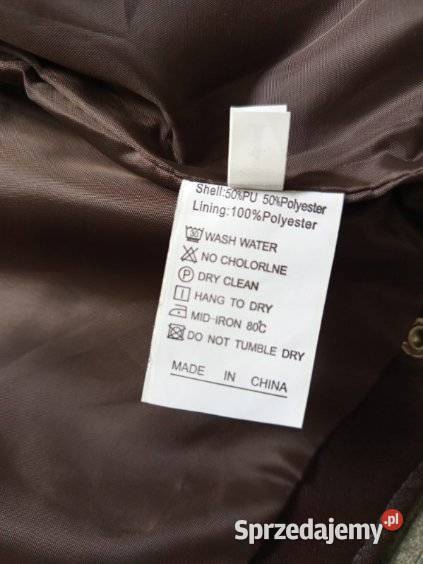 Shell:50%PU 50%Polyester
Lining:100%Polyester
30 WASH WATER
NO CHOLORLNE
P DRY CLEAN
HANG TO DRY
MID-IRON 80℃
DO NOT TUMBLE DRY
MADE IN CHINA
Sprzedajemy.pl